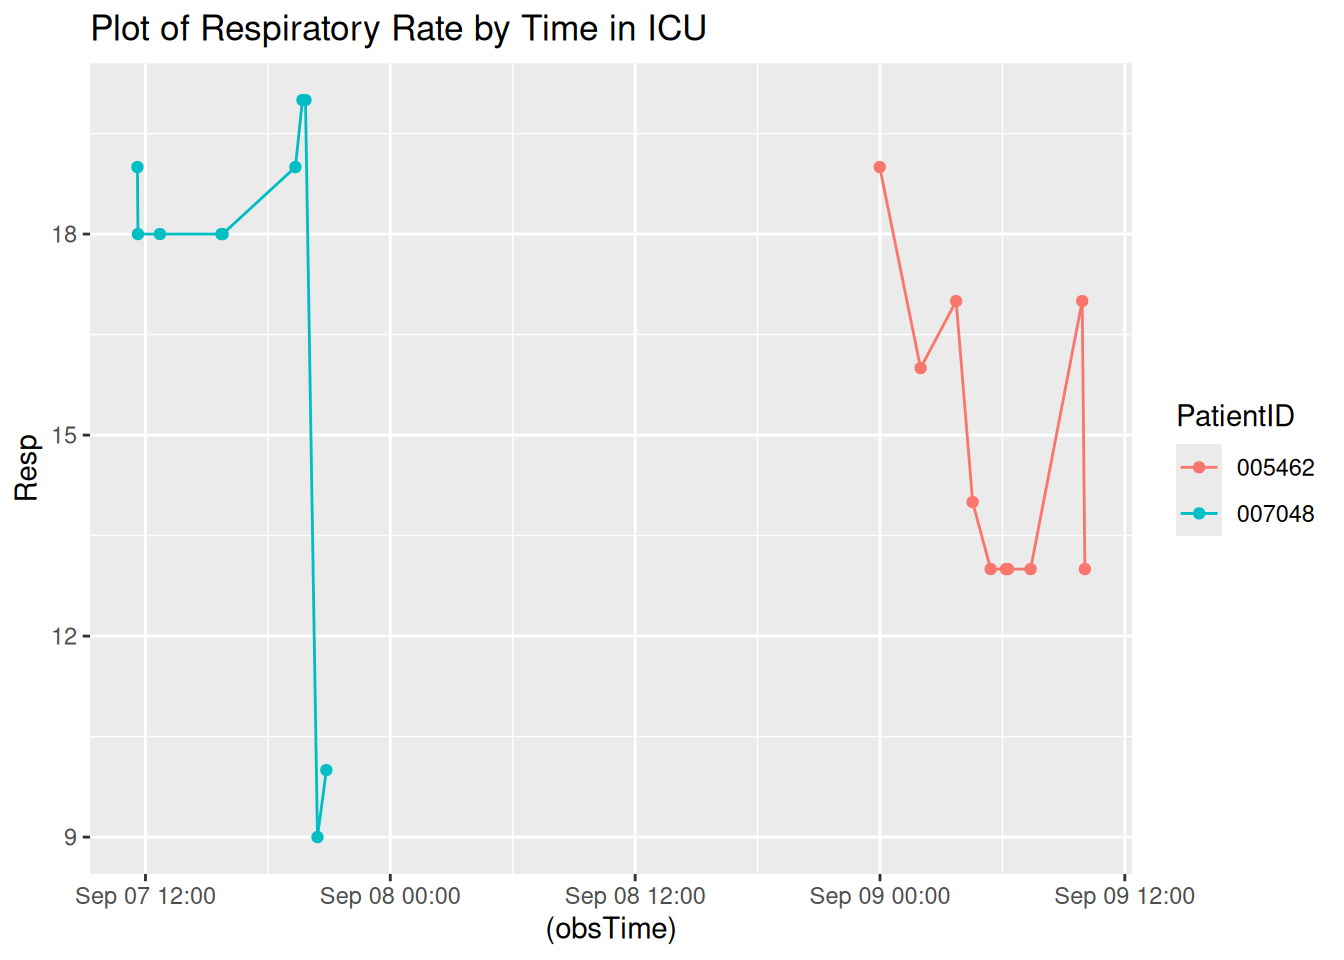 Plot of Respiratory Rate by Time in ICU
Resp
18
15
12
9
Sep 07 12:00
Sep 08 00:00
Sep 08 12:00
Sep 09 00:00
Sep 09 12:00
(obsTime)
PatientID
005462
007048